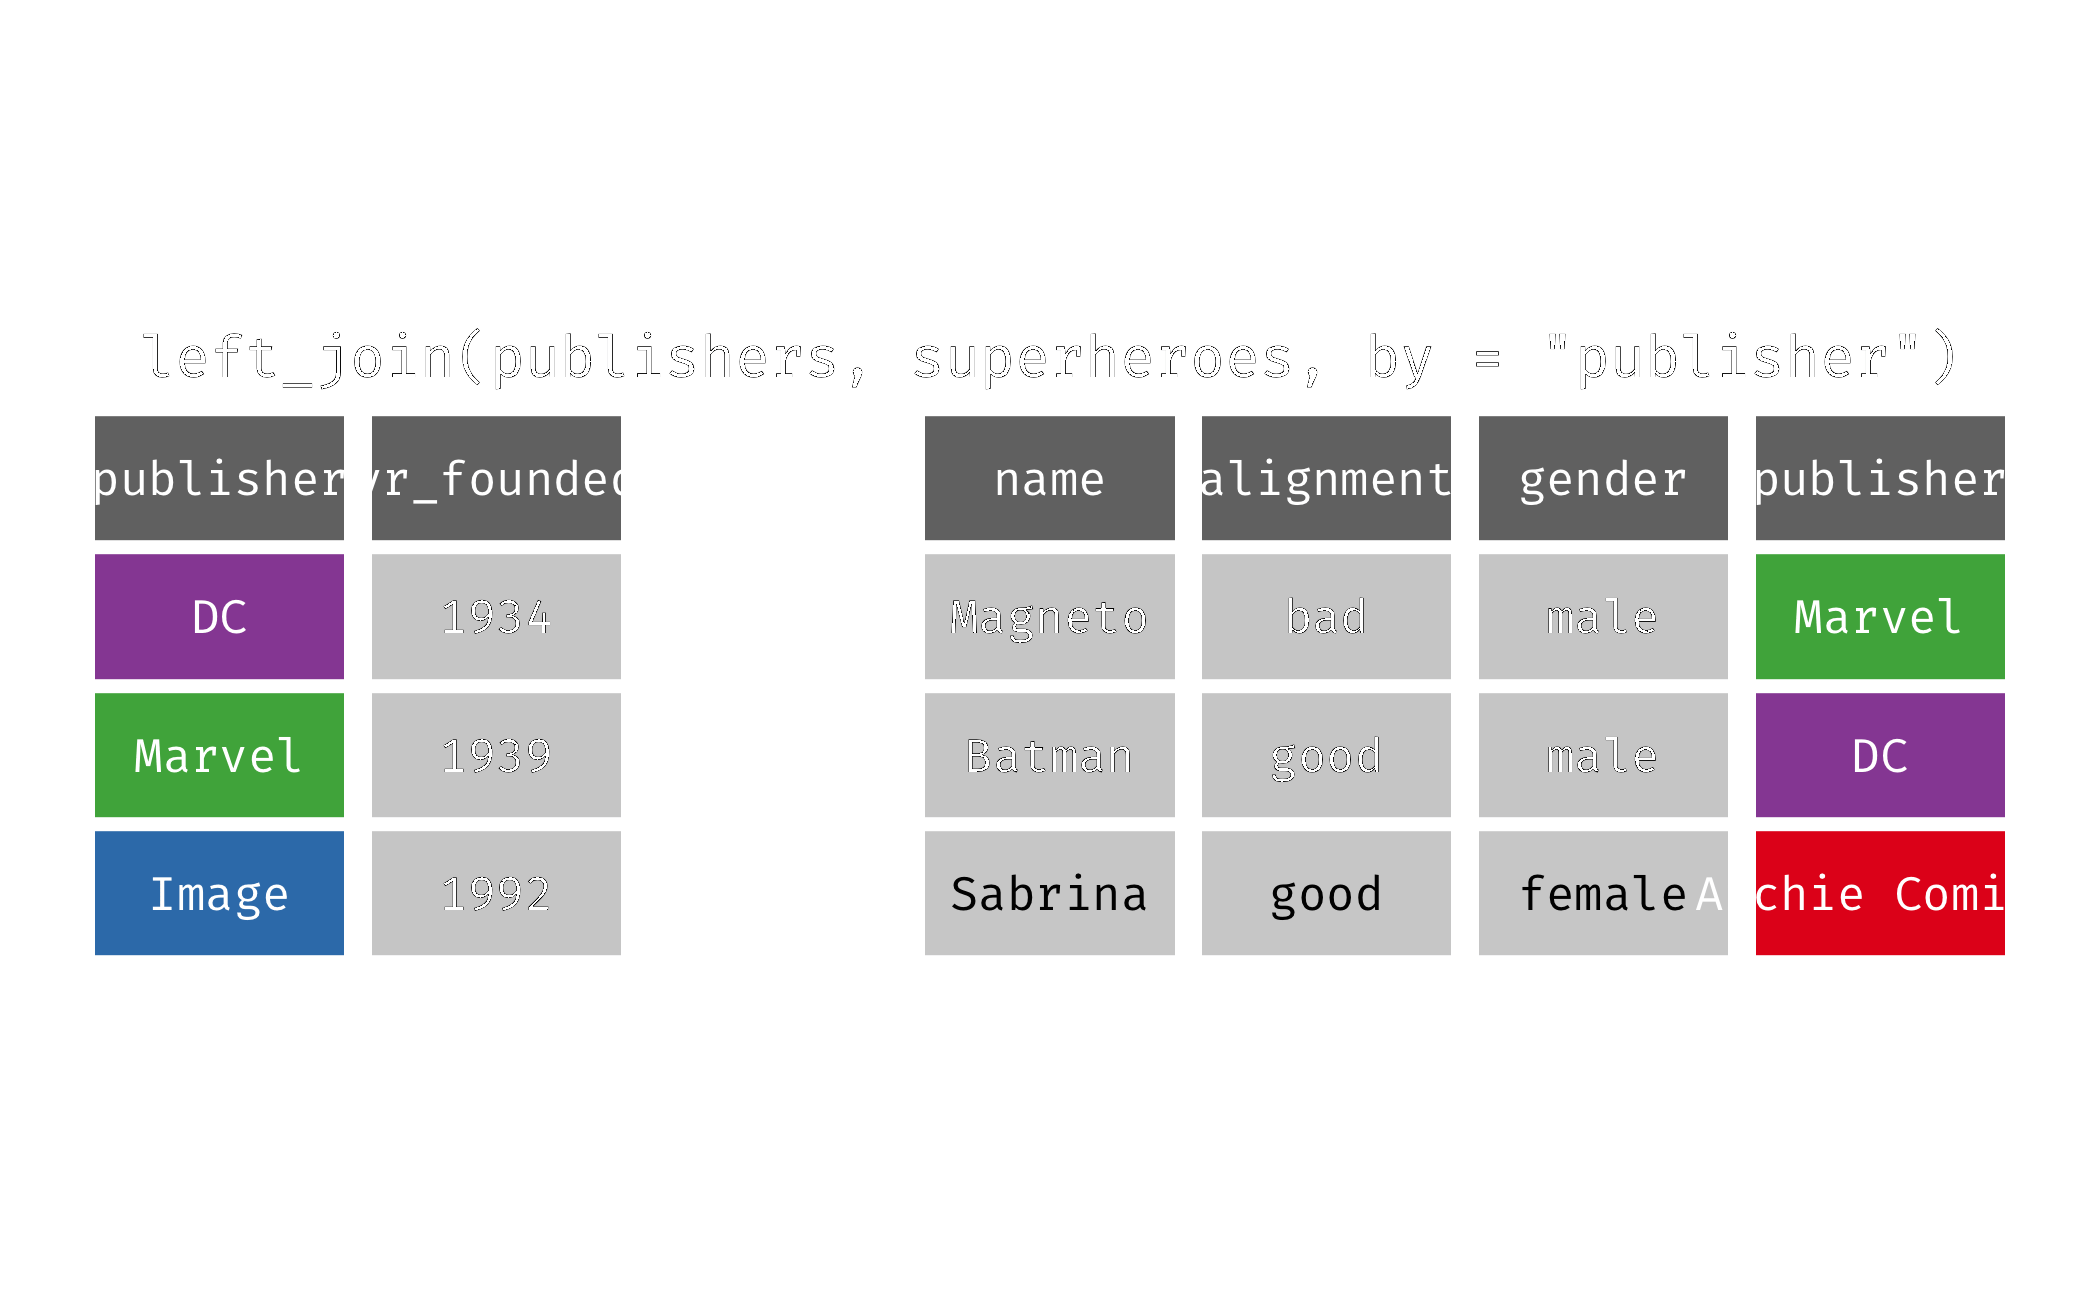 left_join(publishers, superheroes, by = "publisher")
publisher yr_founded name alignment gender publisher
DC 1934 Magneto bad male Marvel
Marvel 1939 Batman good male DC
Image 1992 Sabrina good female A chie Comi